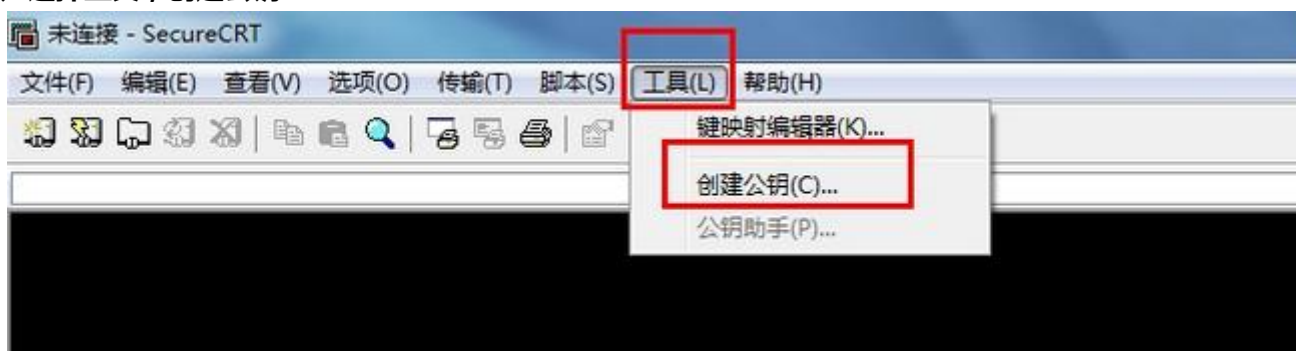 未连接 - SecureCRT
文件(F) 编辑(E) 查看(V) 选项(O) 传输(T) 脚本(S) 工具(L) 帮助(H)
键映射编辑器(K)...
创建公钥(C)...
公钥助手(P)...